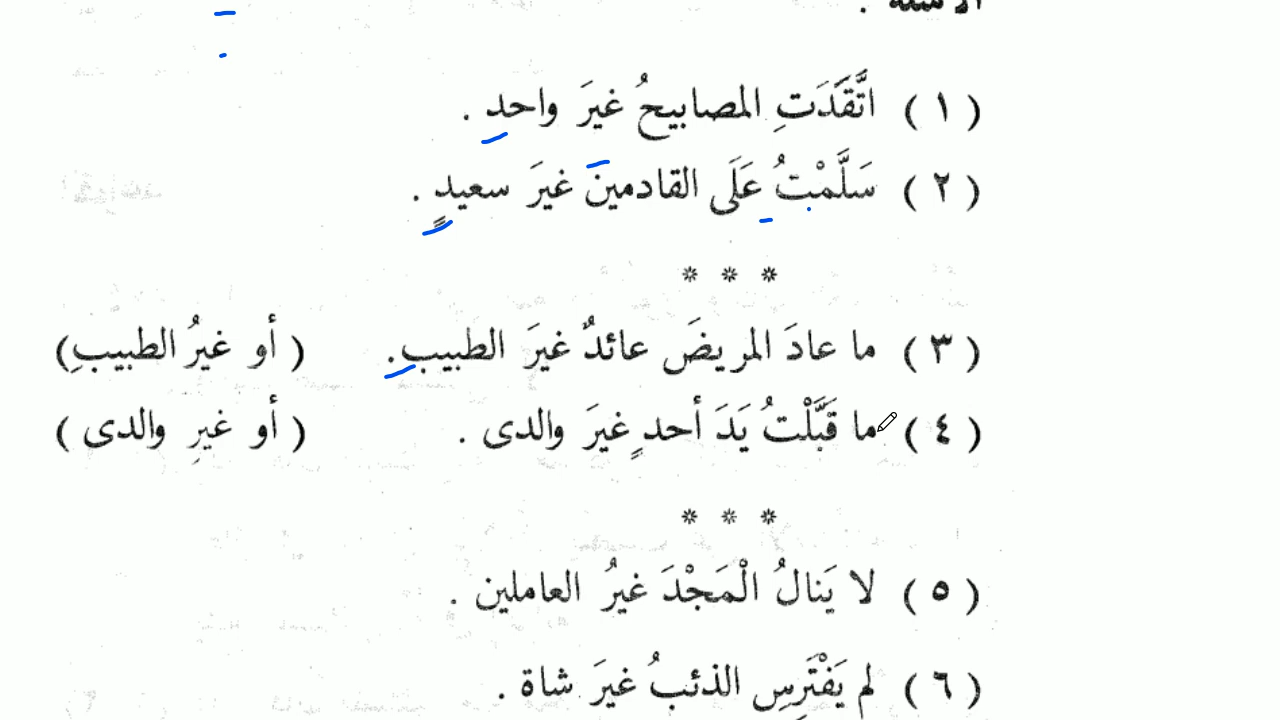 الأمثلة :
(١) اتَّقَدَتِ المصابيحُ غيرَ واحدٍ .
(٢) سَلَّمْتُ عَلَى القادمينَ غيرَ سعيدٍ .
* * *
(٣) ما عادَ المريضَ عائدٌ غيرَ الطبيبِ . (أو غيرُ الطبيبِ)
(٤) ما قَبَّلْتُ يَدَ أحدٍ غيرَ والدى . (أو غيرِ والدى)
* * *
(٥) لا يَنالُ الْمَجْدَ غيرُ العاملين .
(٦) لم يَفْتَرِسِ الذئبُ غيرَ شاة .